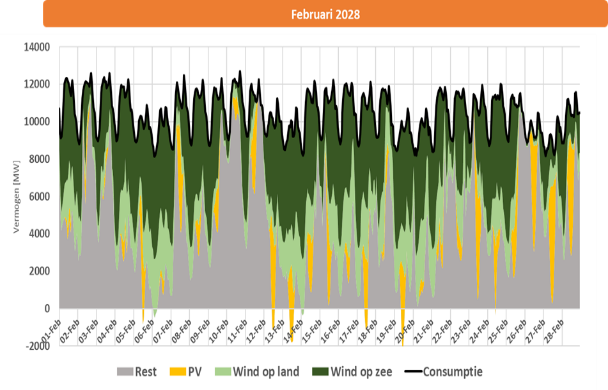 Februari 2028
14000
12000
10000
8000
6000
4000
2000
0
-2000
Vermogen [MW]
01-Feb 02-Feb 03-Feb 04-Feb 05-Feb 06-Feb 07-Feb 08-Feb 09-Feb 10-Feb 11-Feb 12-Feb 13-Feb 14-Feb 15-Feb 16-Feb 17-Feb 18-Feb 19-Feb 20-Feb 21-Feb 22-Feb 23-Feb 24-Feb 25-Feb 26-Feb 27-Feb 28-Feb
Rest PV Wind op land Wind op zee Consumptie